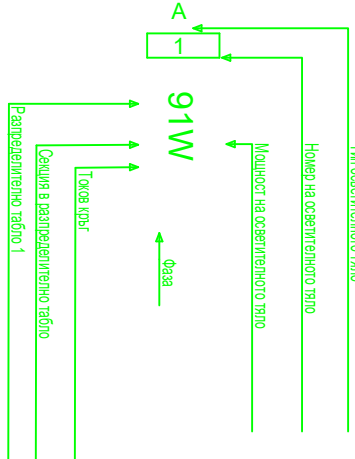 A
1
91W
Разпределително табло 1
Секция в разпределително табло
Токов кръг
Фаза
Мощност на осветителното тяло
Номер на осветителното тяло